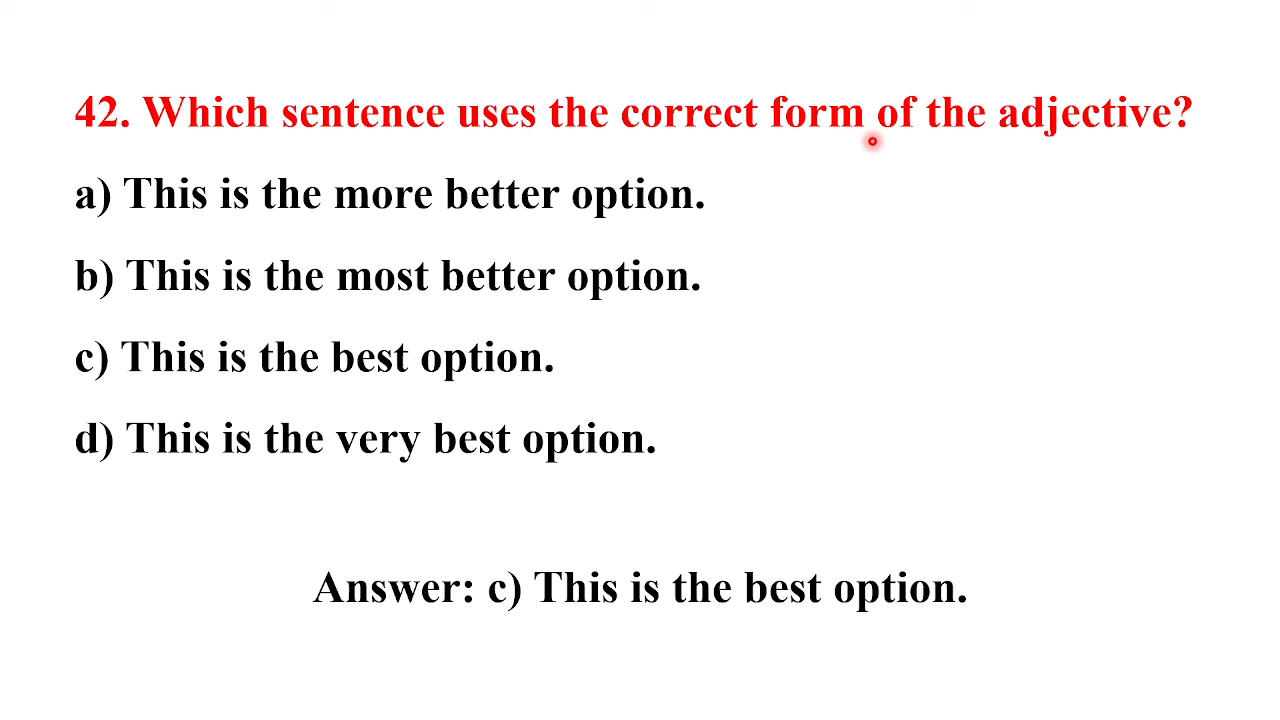 42. Which sentence uses the correct form of the adjective?
a) This is the more better option.
b) This is the most better option.
c) This is the best option.
d) This is the very best option.
Answer: c) This is the best option.